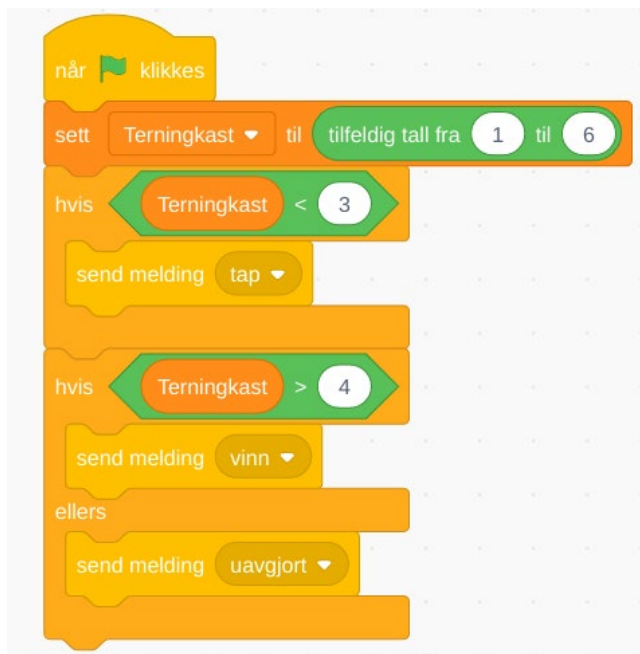 når klikkes
sett Terningkast til tilfeldig tall fra 1 til 6
hvis Terningkast < 3
send melding tap
hvis Terningkast > 4
send melding vinn
ellers
send melding uavgjort